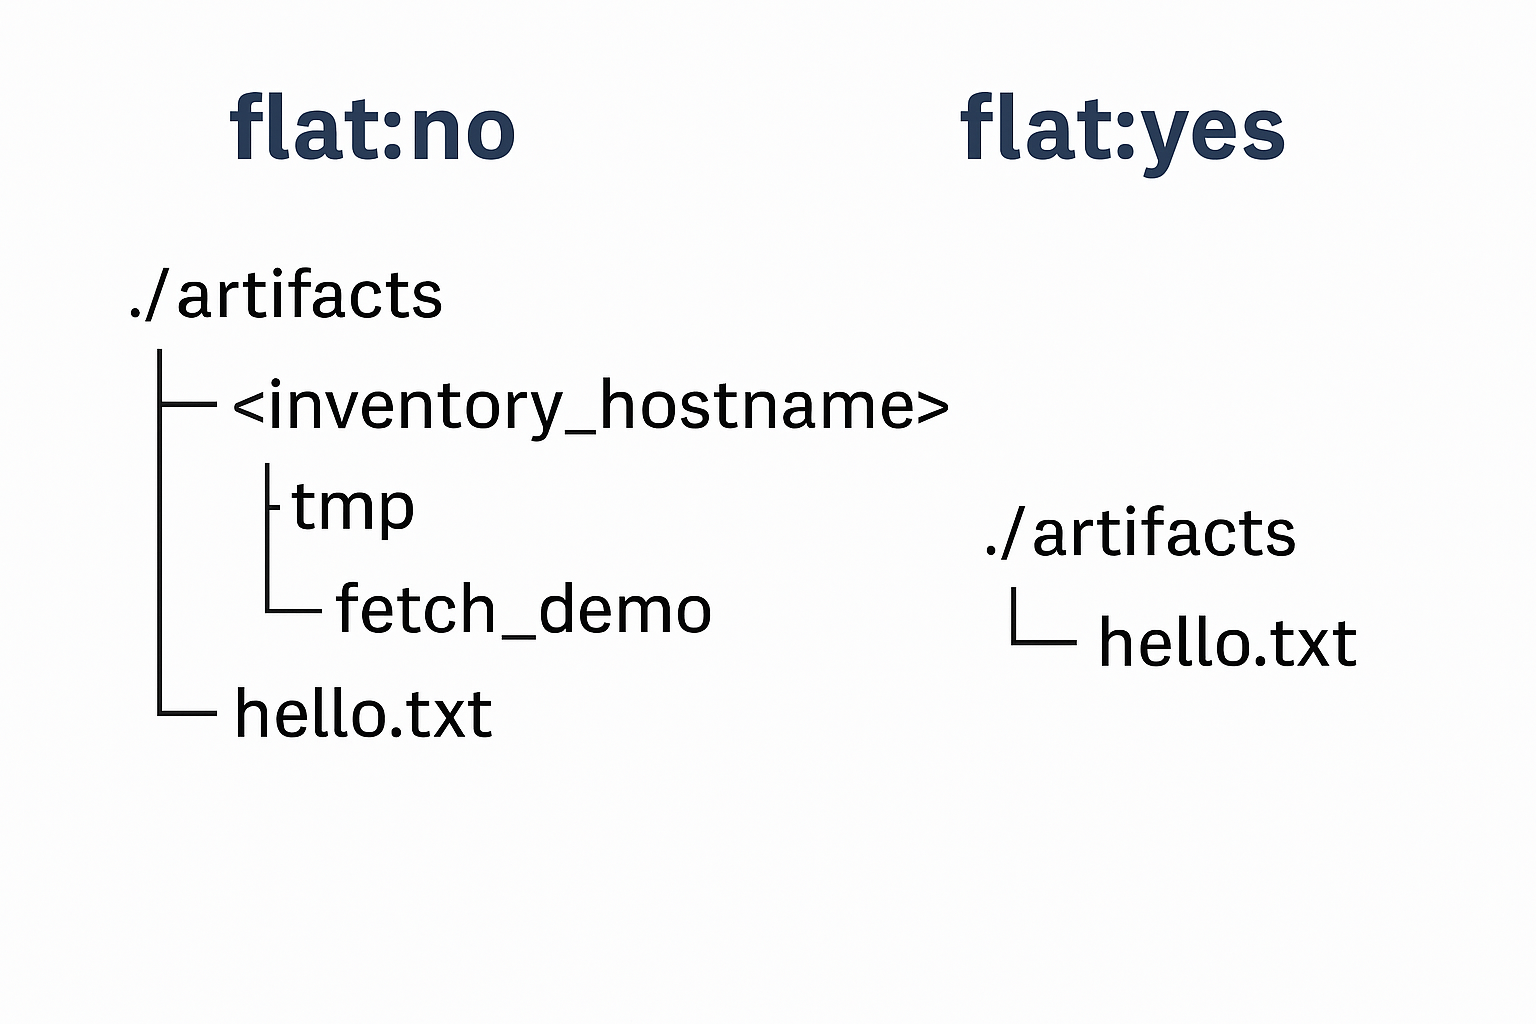 flat:no
./artifacts
<inventory_hostname>
tmp
fetch_demo
hello.txt
flat:yes
./artifacts
hello.txt